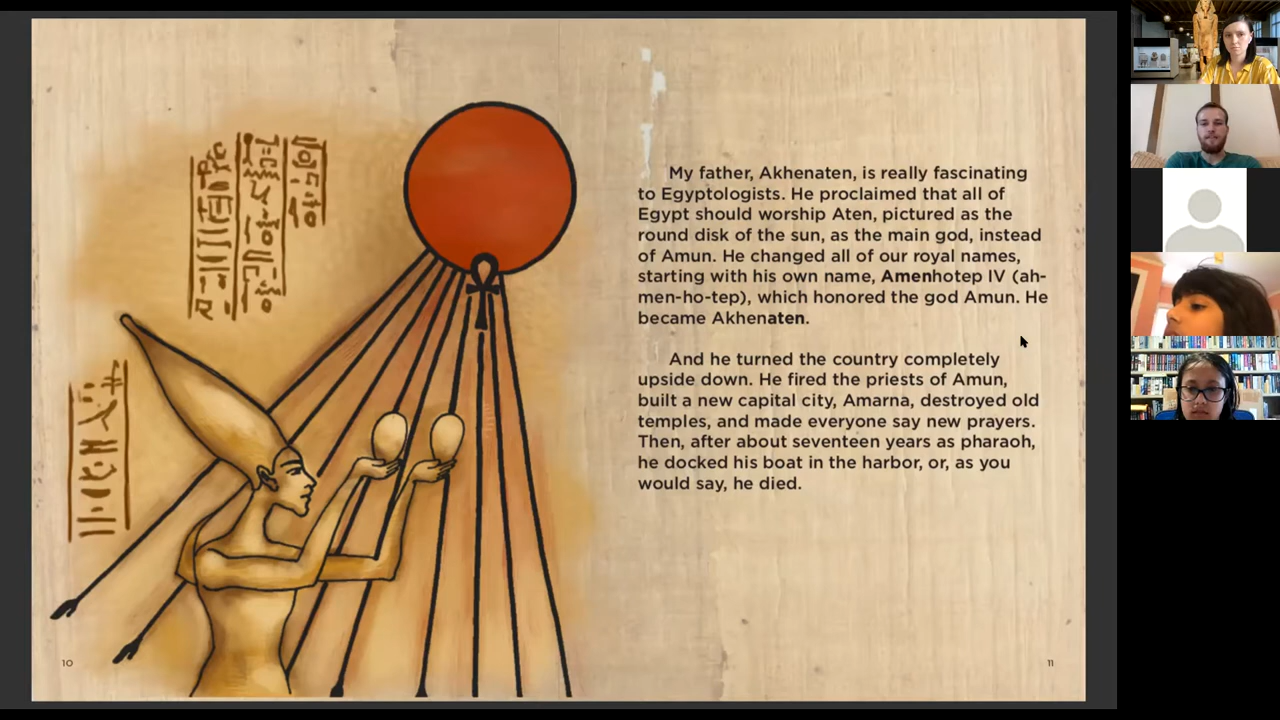 My father, Akhenaten, is really fascinating
to Egyptologists. He proclaimed that all of
Egypt should worship Aten, pictured as the
round disk of the sun, as the main god, instead
of Amun. He changed all of our royal names,
starting with his own name, Amenhotep IV (ah-
men-ho-tep), which honored the god Amun. He
became Akhenaten.
And he turned the country completely
upside down. He fired the priests of Amun,
built a new capital city, Amarna, destroyed old
temples, and made everyone say new prayers.
Then, after about seventeen years as pharaoh,
he docked his boat in the harbor, or, as you
would say, he died.
10
11